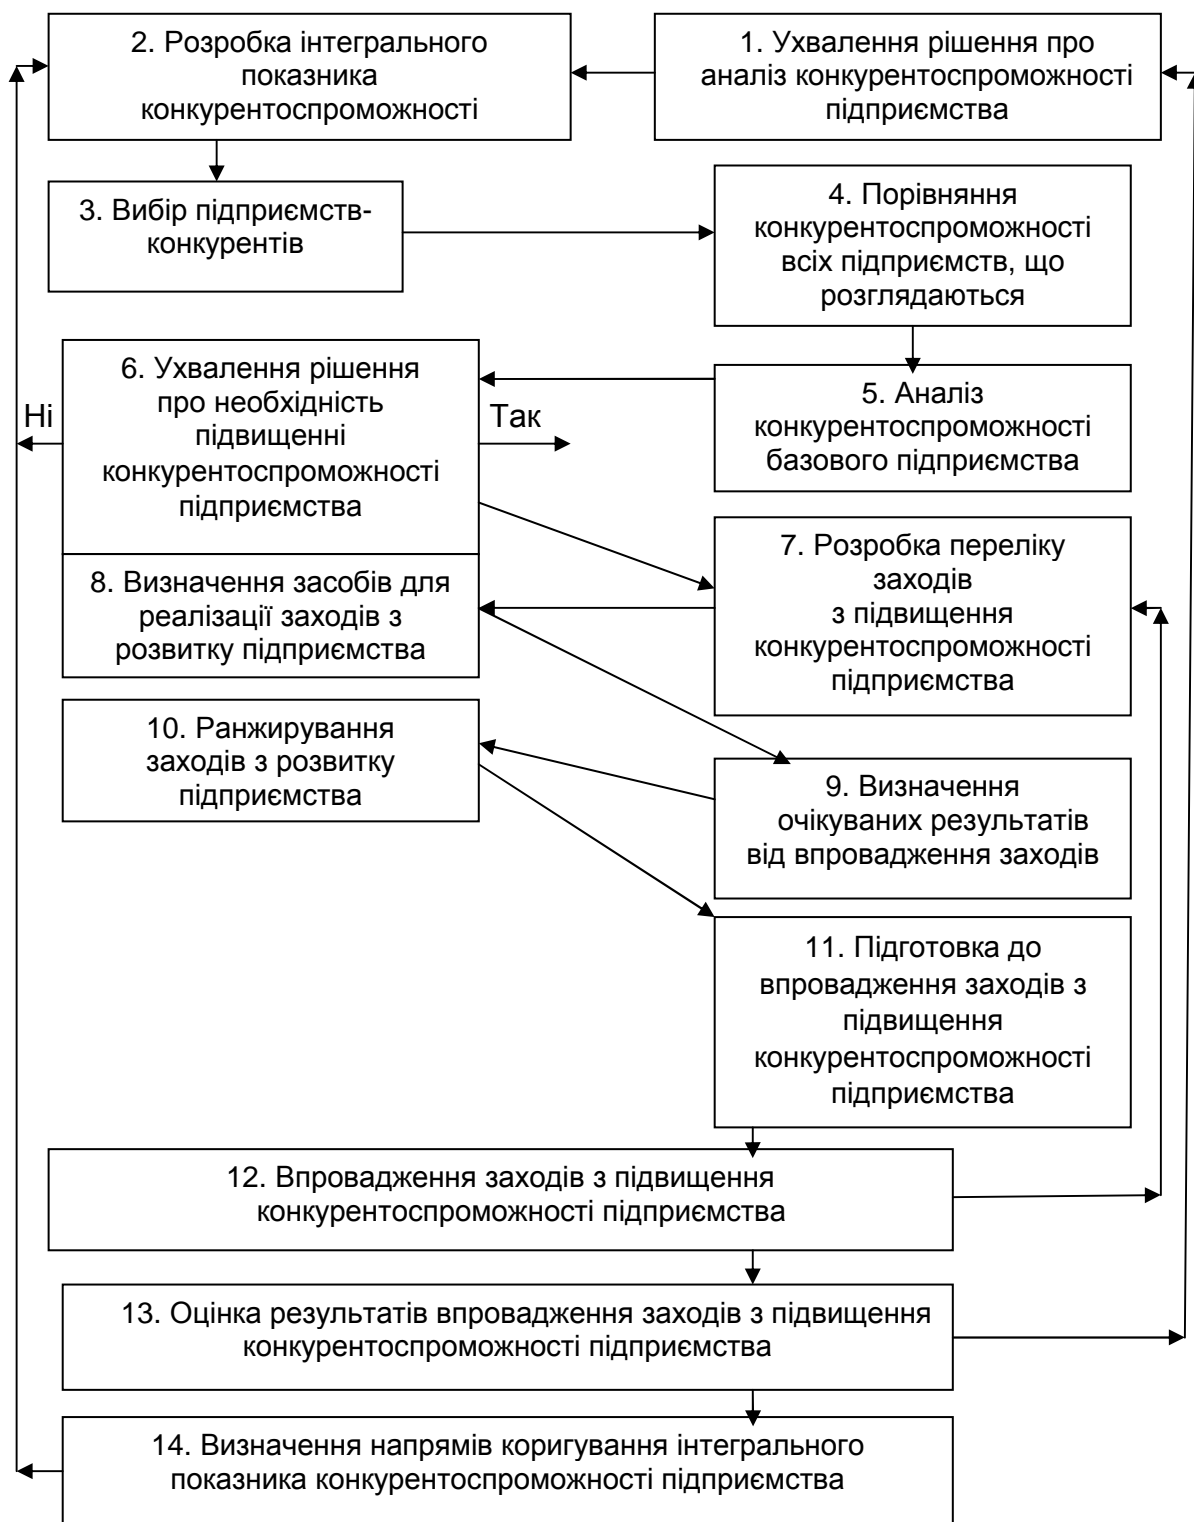 2. Розробка інтегрального
показника
конкурентоспроможності
1. Ухвалення рішення про
аналіз конкурентоспроможності
підприємства
3. Вибір підприємств-
конкурентів
4. Порівняння
конкурентоспроможності
всіх підприємств, що
розглядаються
6. Ухвалення рішення
про необхідність
підвищенні
конкурентоспроможності
підприємства
Ні
Так
5. Аналіз
конкурентоспроможності
базового підприємства
7. Розробка переліку
заходів
з підвищення
конкурентоспроможності
підприємства
8. Визначення засобів для
реалізації заходів з
розвитку підприємства
10. Ранжирування
заходів з розвитку
підприємства
9. Визначення
очікуваних результатів
від впровадження заходів
11. Підготовка до
впровадження заходів з
підвищення
конкурентоспроможності
підприємства
12. Впровадження заходів з підвищення
конкурентоспроможності підприємства
13. Оцінка результатів впровадження заходів з підвищення
конкурентоспроможності підприємства
14. Визначення напрямів коригування інтегрального
показника конкурентоспроможності підприємства